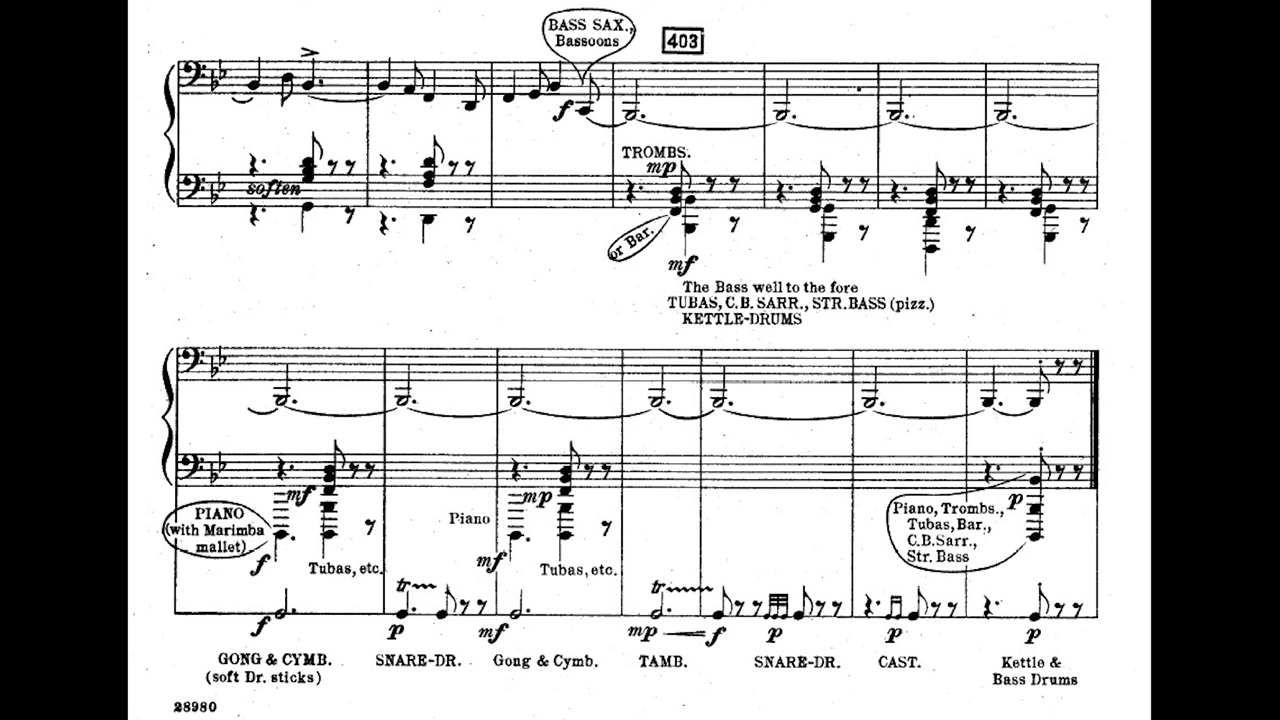 BASS SAX.,
Bassoons
403
f
soften
TROMBS.
mp
or Bar.
mf
The Bass well to the fore
TUBAS, C.B. SARR., STR. BASS (pizz.)
KETTLE-DRUMS
PIANO
(with Marimba
mallet)
mf
f
Tubas, etc.
Piano
mp
mf
Tubas, etc.
Piano, Trombs.,
Tubas, Bar.,
C.B. Sarr.,
Str. Bass
p
tr
tr
f
p
mf
mp
f
p
p
p
GONG & CYMB.
(soft Dr. sticks)
SNARE-DR.
Gong & Cymb.
TAMB.
SNARE-DR.
CAST.
Kettle &
Bass Drums
28980